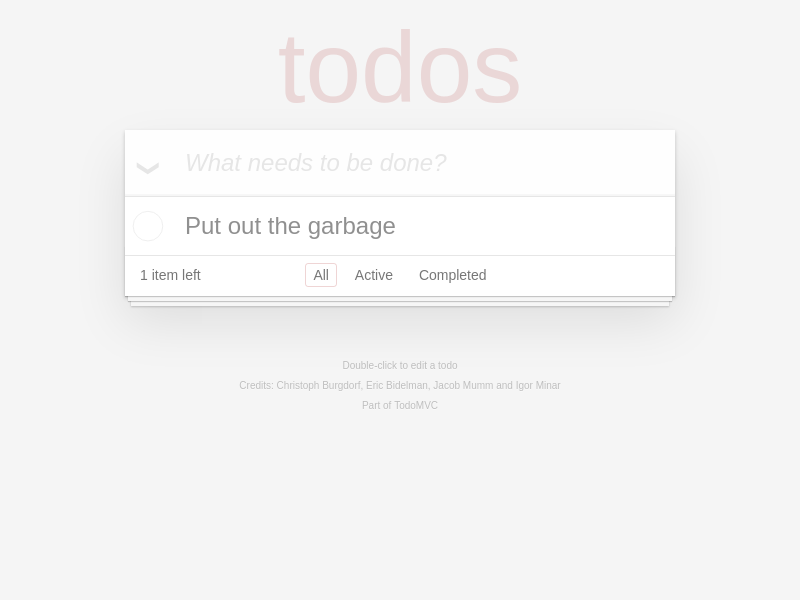 todos
What needs to be done?
Put out the garbage
1 item left All Active Completed
Double-click to edit a todo
Credits: Christoph Burgdorf, Eric Bidelman, Jacob Mumm and Igor Minar
Part of TodoMVC